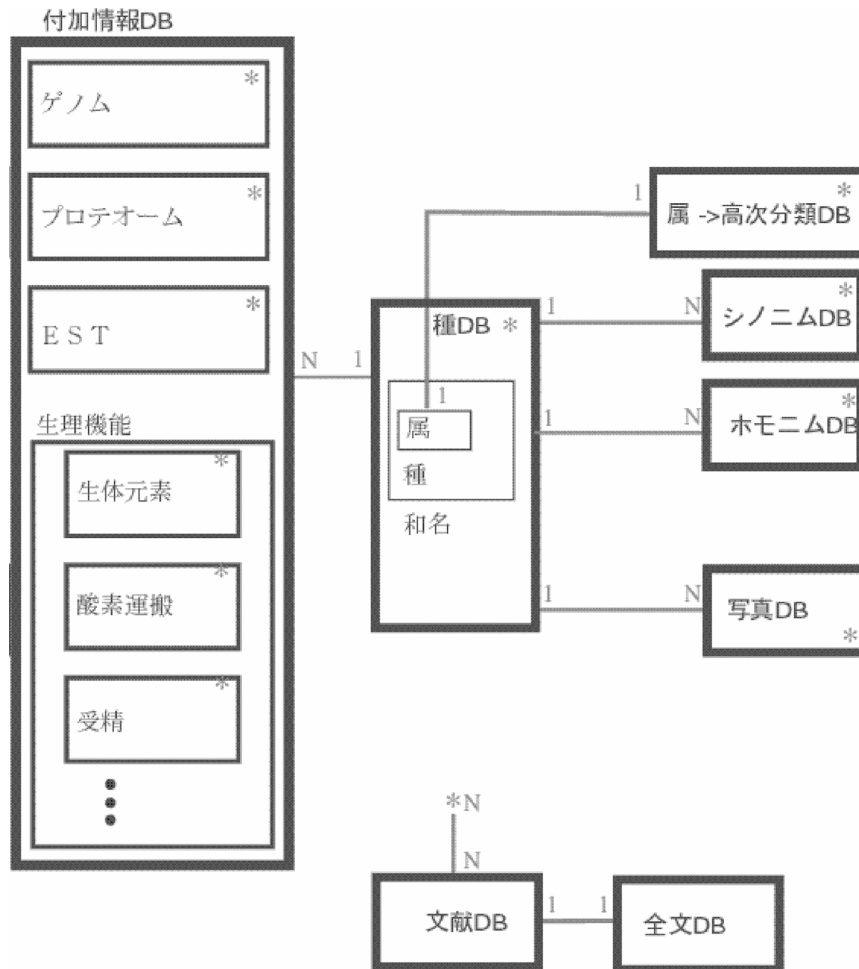 付加情報DB
ゲノム *
プロテオーム *
EST *
生理機能
生体元素 *
酸素運搬 *
受精 *
N 1
種DB *
1
属
種
和名
1
属 ->高次分類DB *
1 N
シノニムDB *
1 N
ホモニムDB *
1 N
写真DB *
*N
N
文献DB
1 1
全文DB